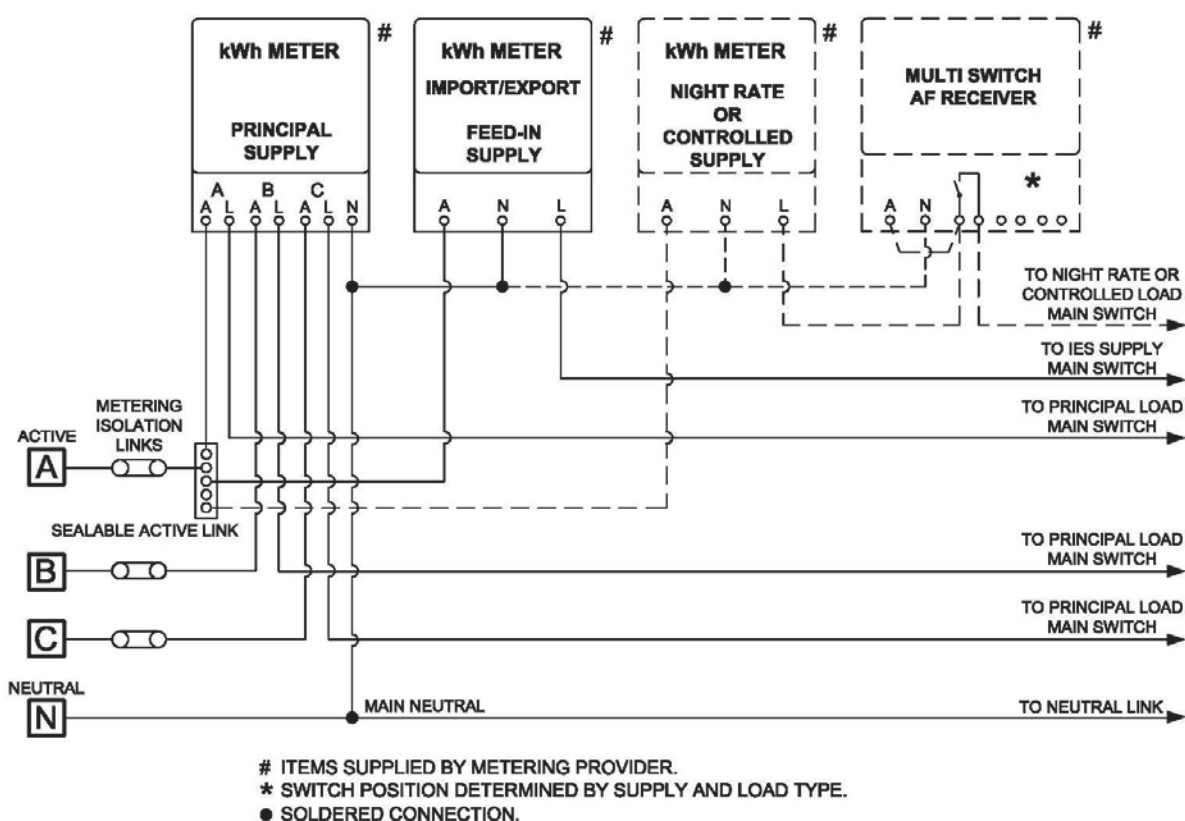 kWh METER
PRINCIPAL
SUPPLY
#
A B C
A L A L A L N
kWh METER
IMPORT/EXPORT
FEED-IN
SUPPLY
#
A N L
kWh METER
NIGHT RATE
OR
CONTROLLED
SUPPLY
#
A N L
MULTI SWITCH
AF RECEIVER
#
*
A N
TO NIGHT RATE OR
CONTROLLED LOAD
MAIN SWITCH
TO IES SUPPLY
MAIN SWITCH
TO PRINCIPAL LOAD
MAIN SWITCH
METERING
ISOLATION
LINKS
ACTIVE
A
SEALABLE ACTIVE LINK
B
TO PRINCIPAL LOAD
MAIN SWITCH
C
TO PRINCIPAL LOAD
MAIN SWITCH
NEUTRAL
N
MAIN NEUTRAL
TO NEUTRAL LINK
# ITEMS SUPPLIED BY METERING PROVIDER.
* SWITCH POSITION DETERMINED BY SUPPLY AND LOAD TYPE.
● SOLDERED CONNECTION.